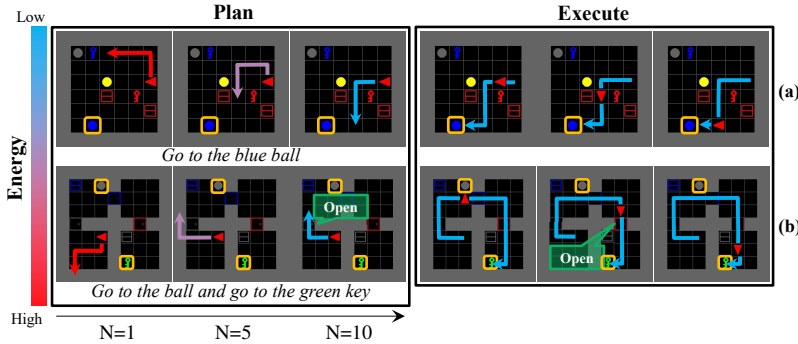 Plan
Execute
Low
Energy
High
(a)
Go to the blue ball
Open
Open
(b)
Go to the ball and go to the green key
N=1
N=5
N=10